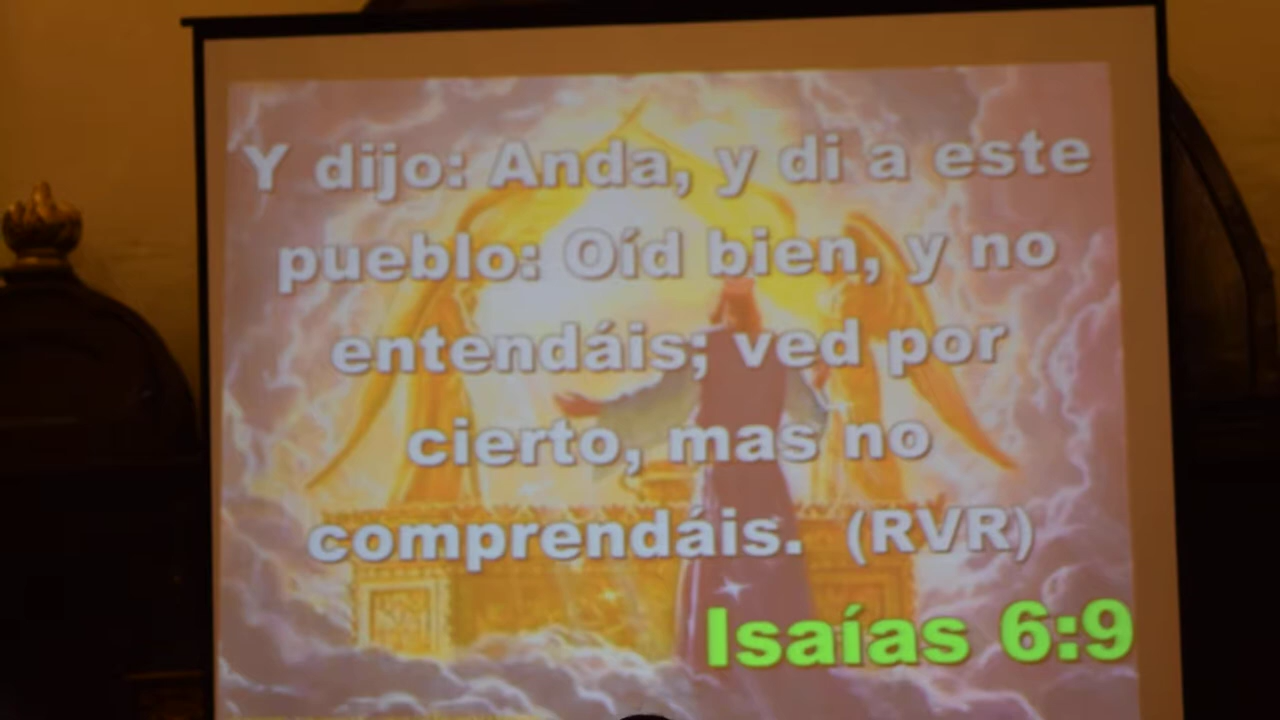 Y dijo: Anda, y di a este
pueblo: Oíd bien, y no
entendáis; ved por
cierto, mas no
comprendáis. (RVR)
Isaías 6:9